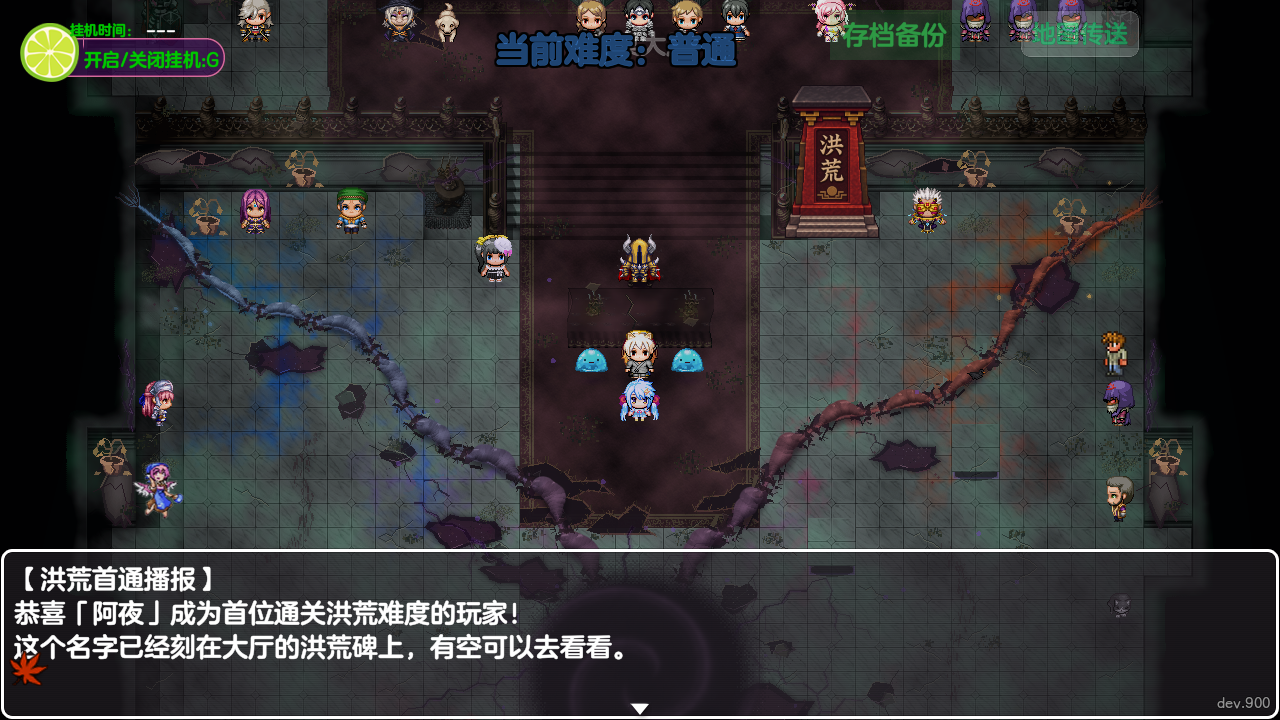 挂机时间： ---
开启/关闭挂机:G
当前难度：普通
存档备份
地图传送
洪荒
【洪荒首通播报】
恭喜「阿夜」成为首位通关洪荒难度的玩家！
这个名字已经刻在大厅的洪荒碑上，有空可以去看看。
dev.900